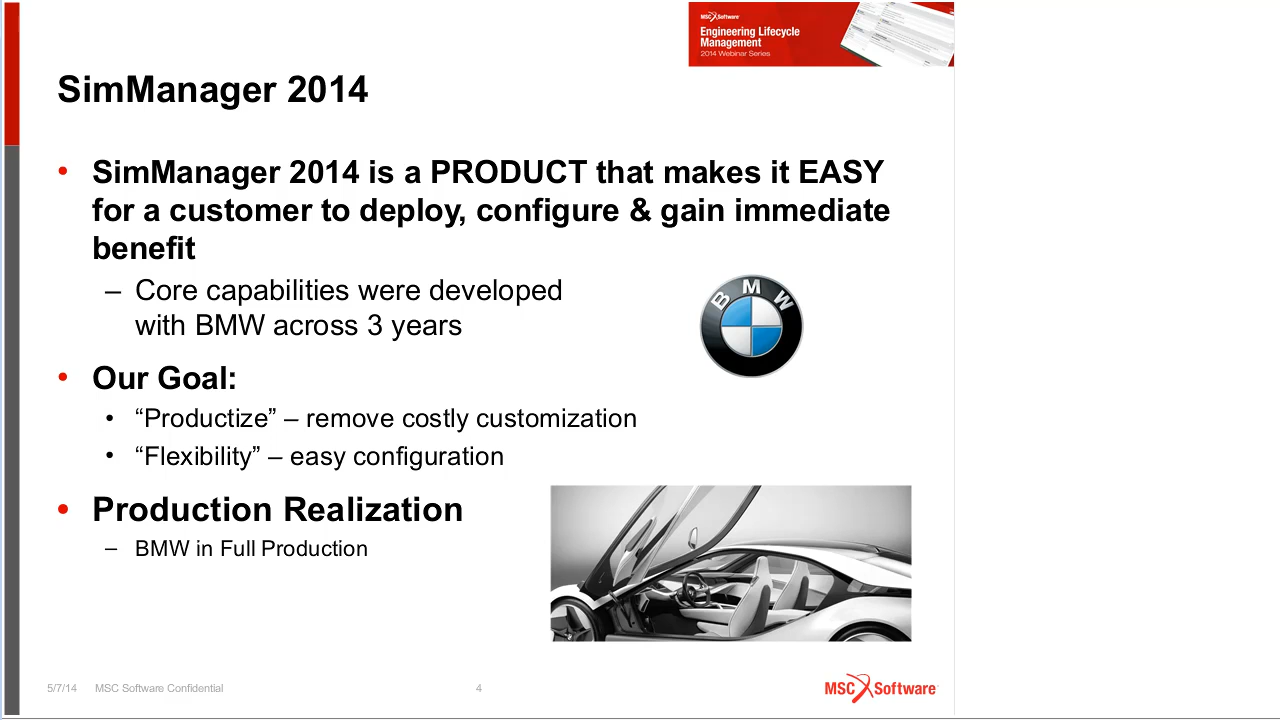 MSC Software
Engineering Lifecycle
Management
2014 Webinar Series
SimManager 2014
• SimManager 2014 is a PRODUCT that makes it EASY
for a customer to deploy, configure & gain immediate
benefit
– Core capabilities were developed
with BMW across 3 years
BMW
• Our Goal:
• “Productize” – remove costly customization
• “Flexibility” – easy configuration
• Production Realization
– BMW in Full Production
5/7/14 MSC Software Confidential 4
MSC Software